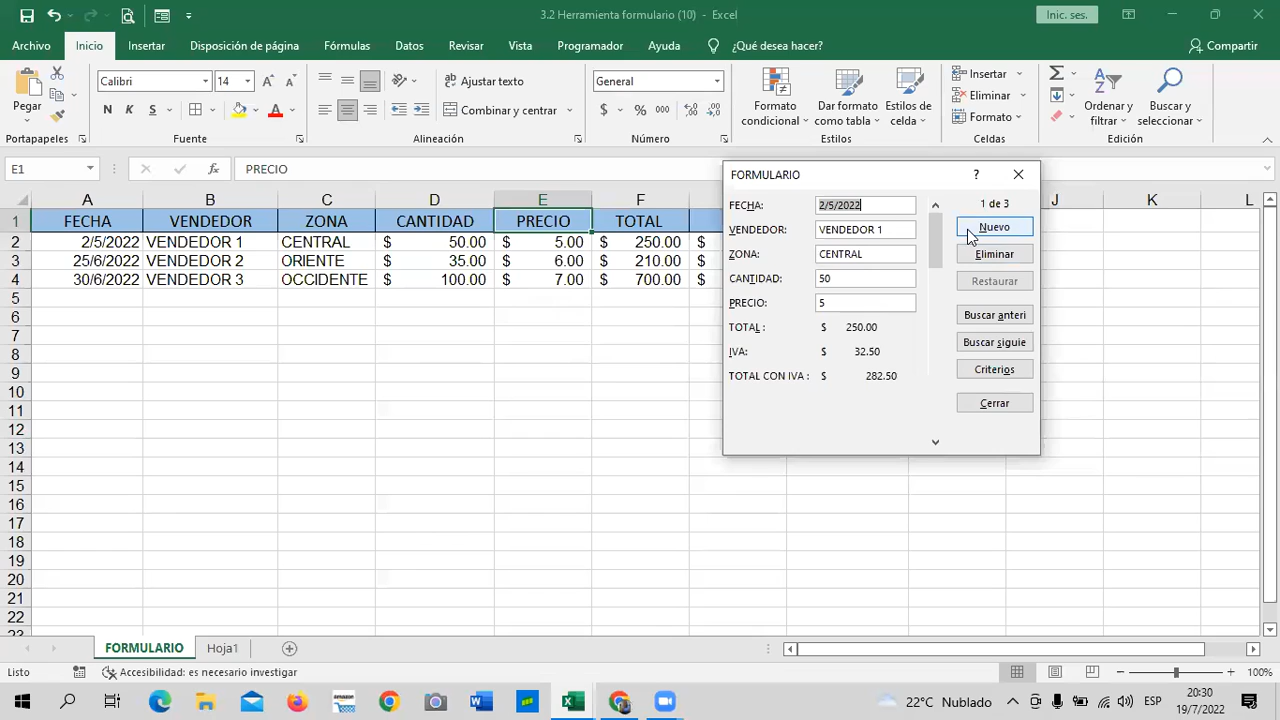 3.2 Herramienta formulario (10) - Excel
Inic. ses.
Archivo Inicio Insertar Disposición de página Fórmulas Datos Revisar Vista Programador Ayuda ¿Qué desea hacer? Compartir
Pegar
Calibri 14
N K S
Ajustar texto
Combinar y centrar
General
$ % 000
Formato condicional
Dar formato como tabla
Estilos de celda
Insertar
Eliminar
Formato
Ordenar y filtrar
Buscar y seleccionar
Portapapeles Fuente Alineación Número Estilos Celdas Edición
E1 fx PRECIO
A B C D E F J K L
1 FECHA VENDEDOR ZONA CANTIDAD PRECIO TOTAL
2 2/5/2022 VENDEDOR 1 CENTRAL $ 50.00 $ 5.00 $ 250.00 $
3 25/6/2022 VENDEDOR 2 ORIENTE $ 35.00 $ 6.00 $ 210.00 $
4 30/6/2022 VENDEDOR 3 OCCIDENTE $ 100.00 $ 7.00 $ 700.00 $
5
6
7
8
9
10
11
12
13
14
15
16
17
18
19
20
21
22
23
FORMULARIO ?
FECHA: 2/5/2022
VENDEDOR: VENDEDOR 1
ZONA: CENTRAL
CANTIDAD: 50
PRECIO: 5
TOTAL : $ 250.00
IVA: $ 32.50
TOTAL CON IVA : $ 282.50
1 de 3
Nuevo
Eliminar
Restaurar
Buscar anteri
Buscar siguie
Criterios
Cerrar
FORMULARIO Hoja1
Listo Accesibilidad: es necesario investigar 100%
22°C Nublado ESP
20:30
19/7/2022